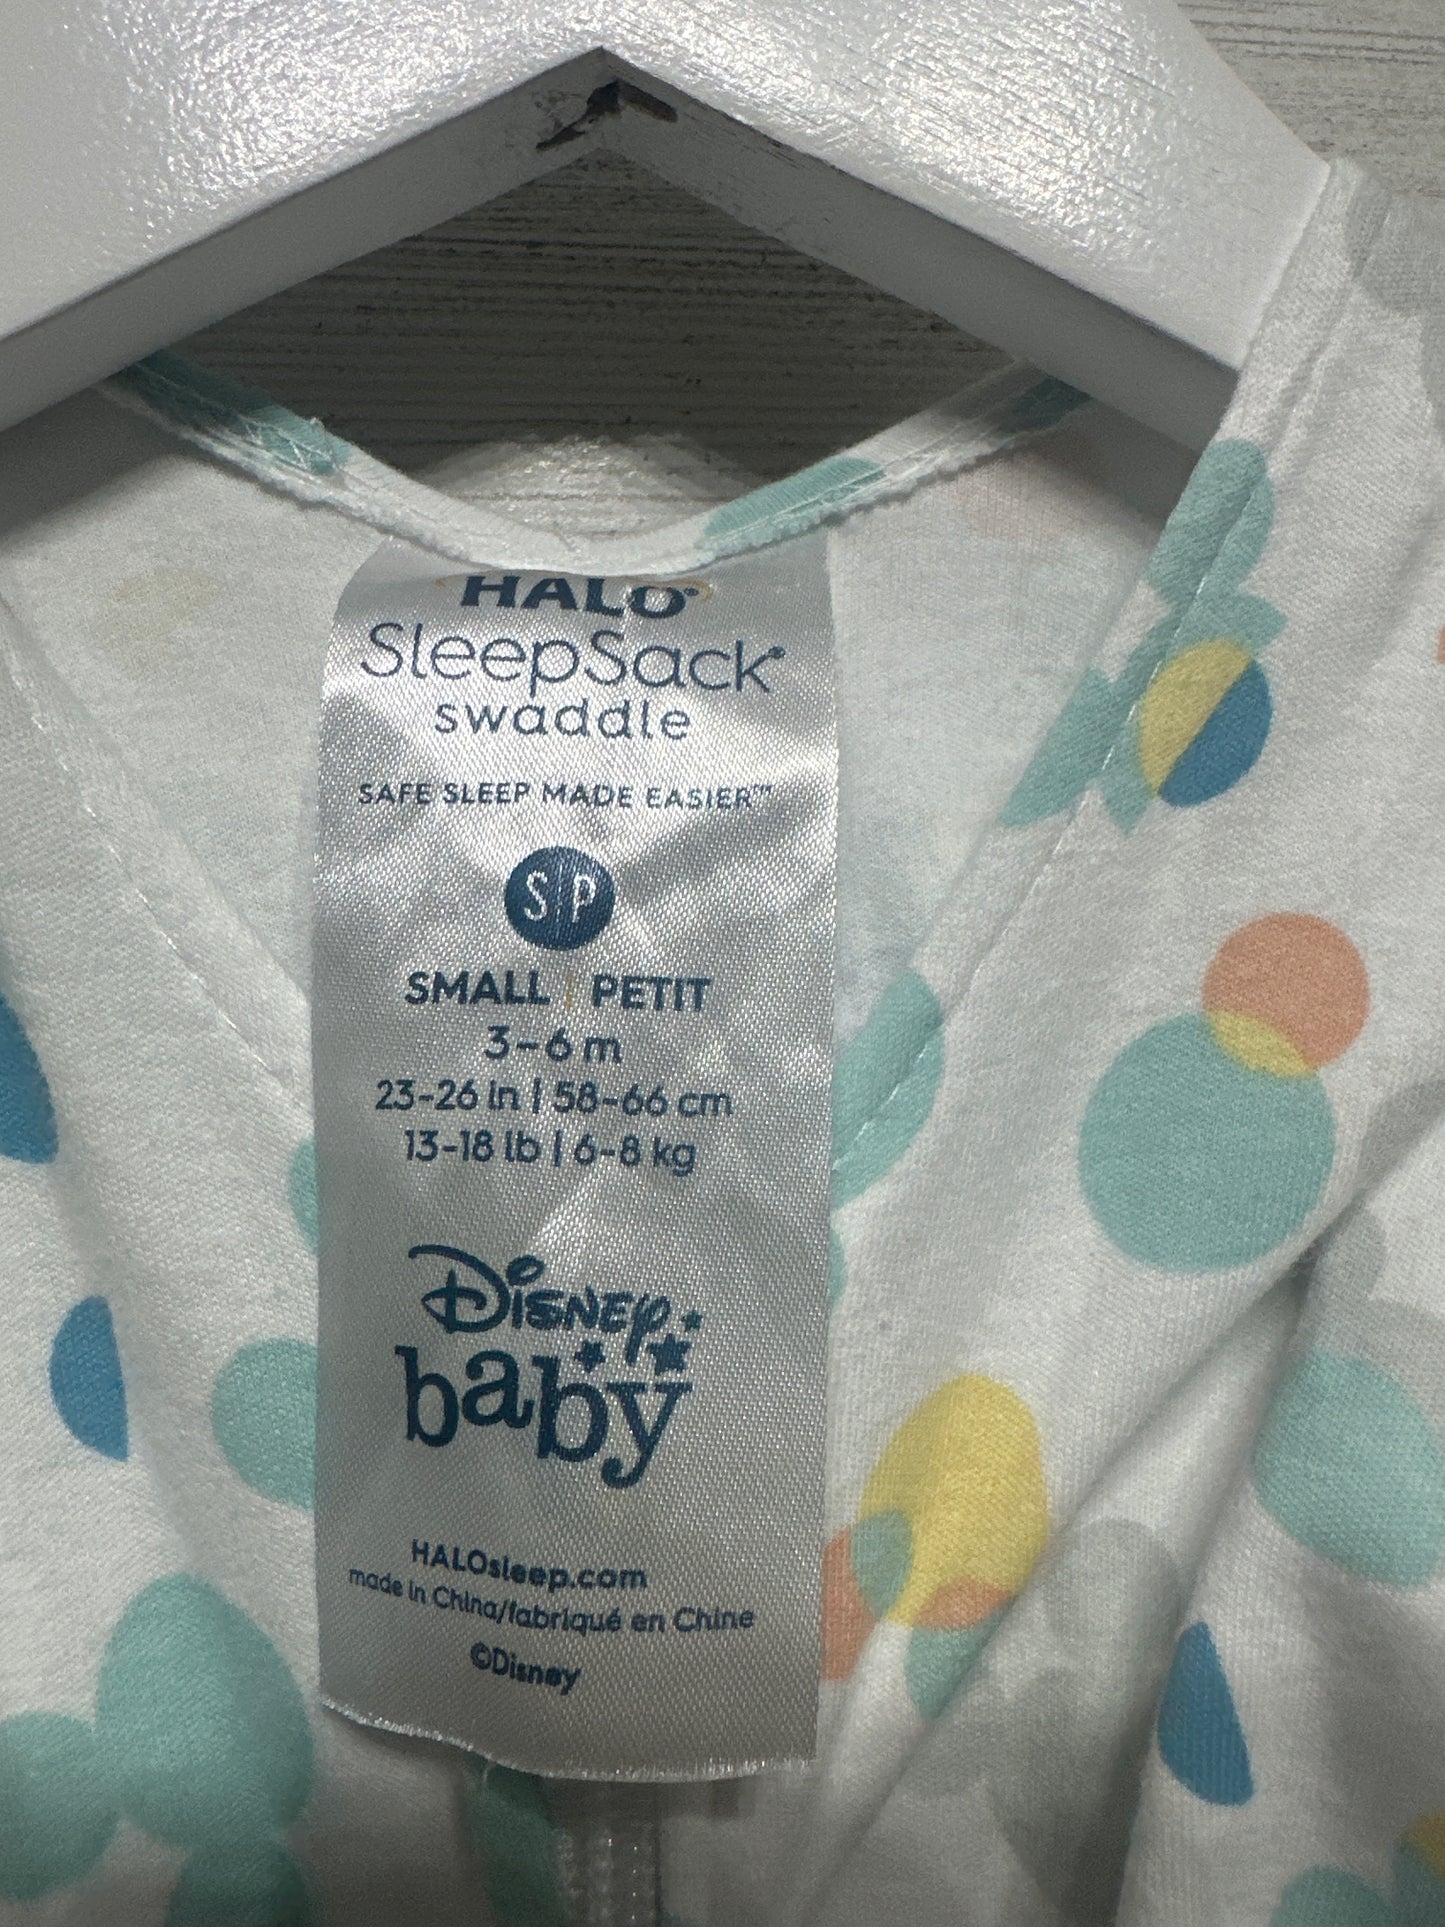 HALO®
SleepSack®
swaddle
SAFE SLEEP MADE EASIER™
S|P
SMALL | PETIT
3-6 m
23-26 in | 58-66 cm
13-18 lb | 6-8 kg
Disney
baby
HALOsleep.com
made in China/fabriqué en Chine
©Disney